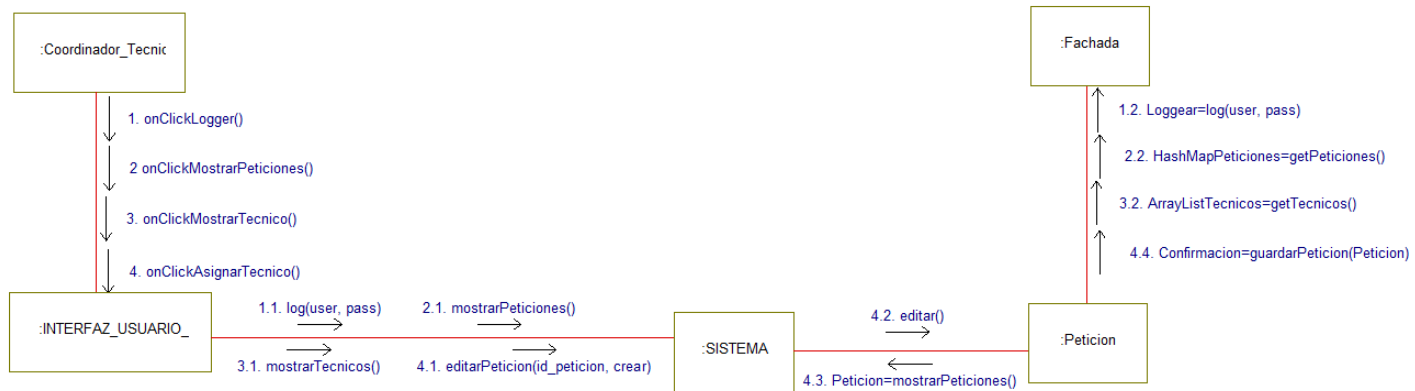 :Coordinador_Tecnic
:Fachada
1. onClickLogger()
2 onClickMostrarPeticiones()
3. onClickMostrarTecnico()
4. onClickAsignarTecnico()
1.2. Loggear=log(user, pass)
2.2. HashMapPeticiones=getPeticiones()
3.2. ArrayListTecnicos=getTecnicos()
4.4. Confirmacion=guardarPeticion(Peticion)
:INTERFAZ_USUARIO_
1.1. log(user, pass)
2.1. mostrarPeticiones()
3.1. mostrarTecnicos()
4.1. editarPeticion(id_peticion, crear)
:SISTEMA
4.2. editar()
4.3. Peticion=mostrarPeticiones()
:Peticion